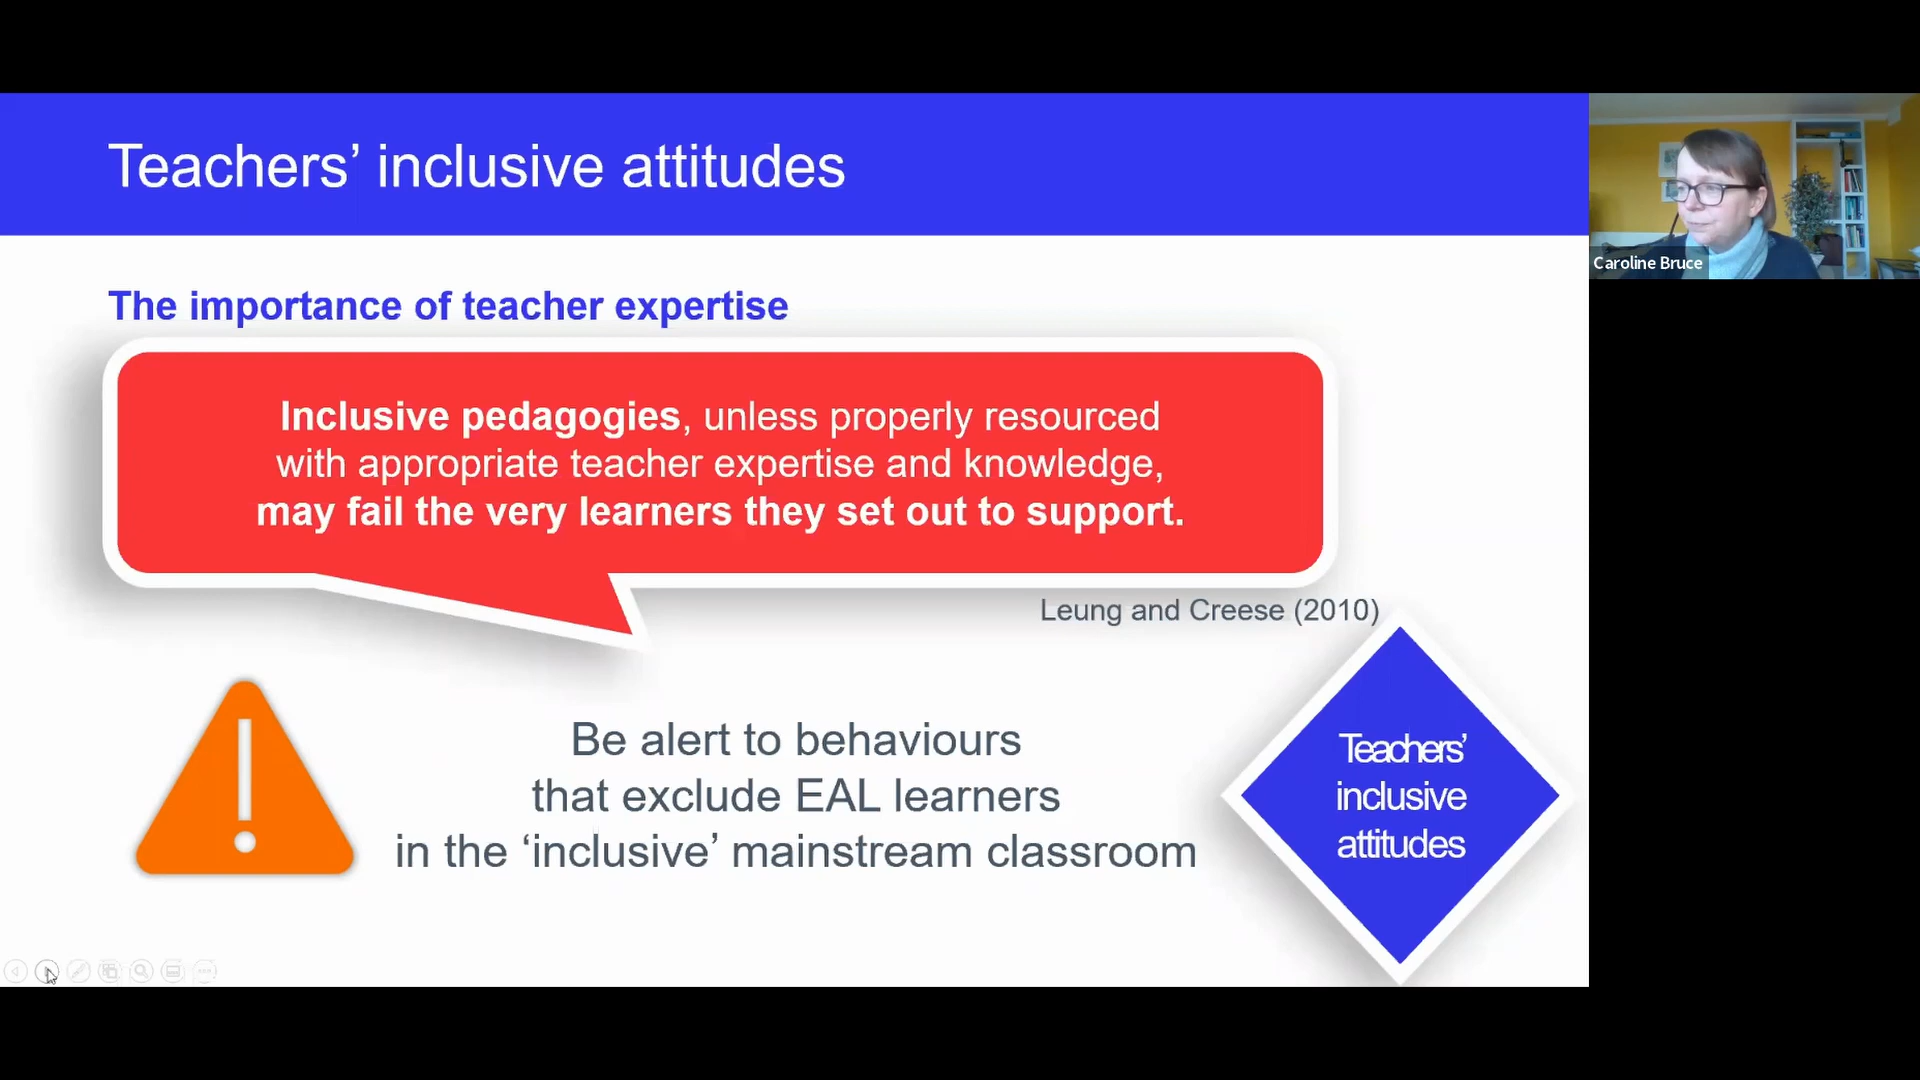 Teachers’ inclusive attitudes
Caroline Bruce
The importance of teacher expertise
Inclusive pedagogies, unless properly resourced
with appropriate teacher expertise and knowledge,
may fail the very learners they set out to support.
Leung and Creese (2010)
Be alert to behaviours
that exclude EAL learners
in the ‘inclusive’ mainstream classroom
Teachers’
inclusive
attitudes